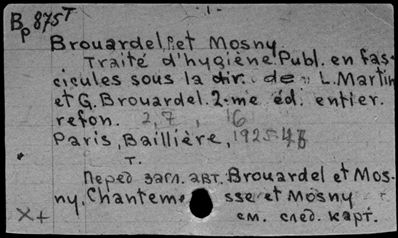 Bp 875T
Brouardel, P. et Mosny
Traité d'hygiène. Publ. en fas-
cicules sous la dir. de L. Martin
et G. Brouardel. 2-me éd. entier.
refon. 2, 7, 16
Paris, Baillière, 1925-
т.
Перед загл. авт. Brouardel et Mos-
ny, Chantemesse et Mosny
X+ см. след. карт.